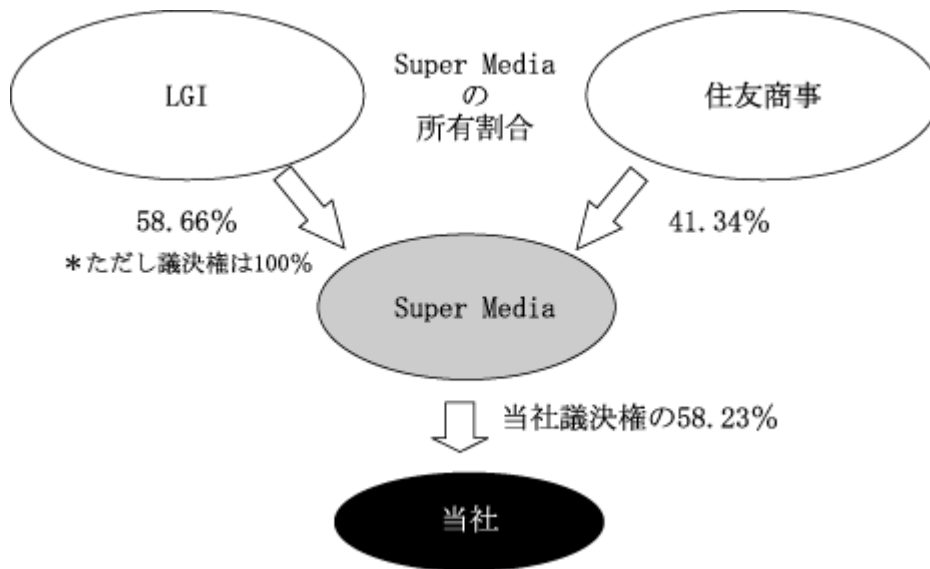 LGI
Super Media
の
所有割合
住友商事
58.66%
＊ただし議決権は100%
41.34%
Super Media
当社議決権の58.23%
当社